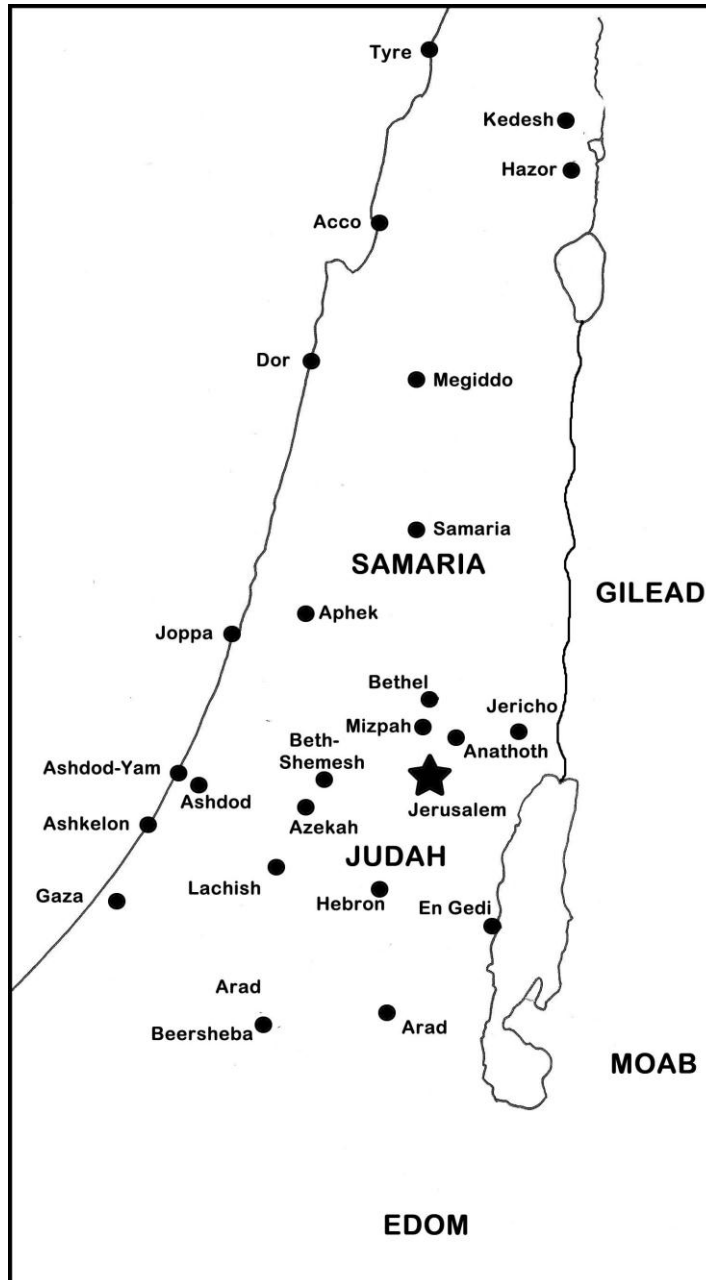 Tyre
Kedesh
Hazor
Acco
Dor
Megiddo
Samaria
SAMARIA
GILEAD
Aphek
Joppa
Bethel
Jericho
Mizpah
Anathoth
Beth-
Shemesh
Ashdod-Yam
Ashdod
Jerusalem
Ashkelon
Azekah
JUDAH
Lachish
Gaza
Hebron
En Gedi
Arad
Arad
Beersheba
MOAB
EDOM